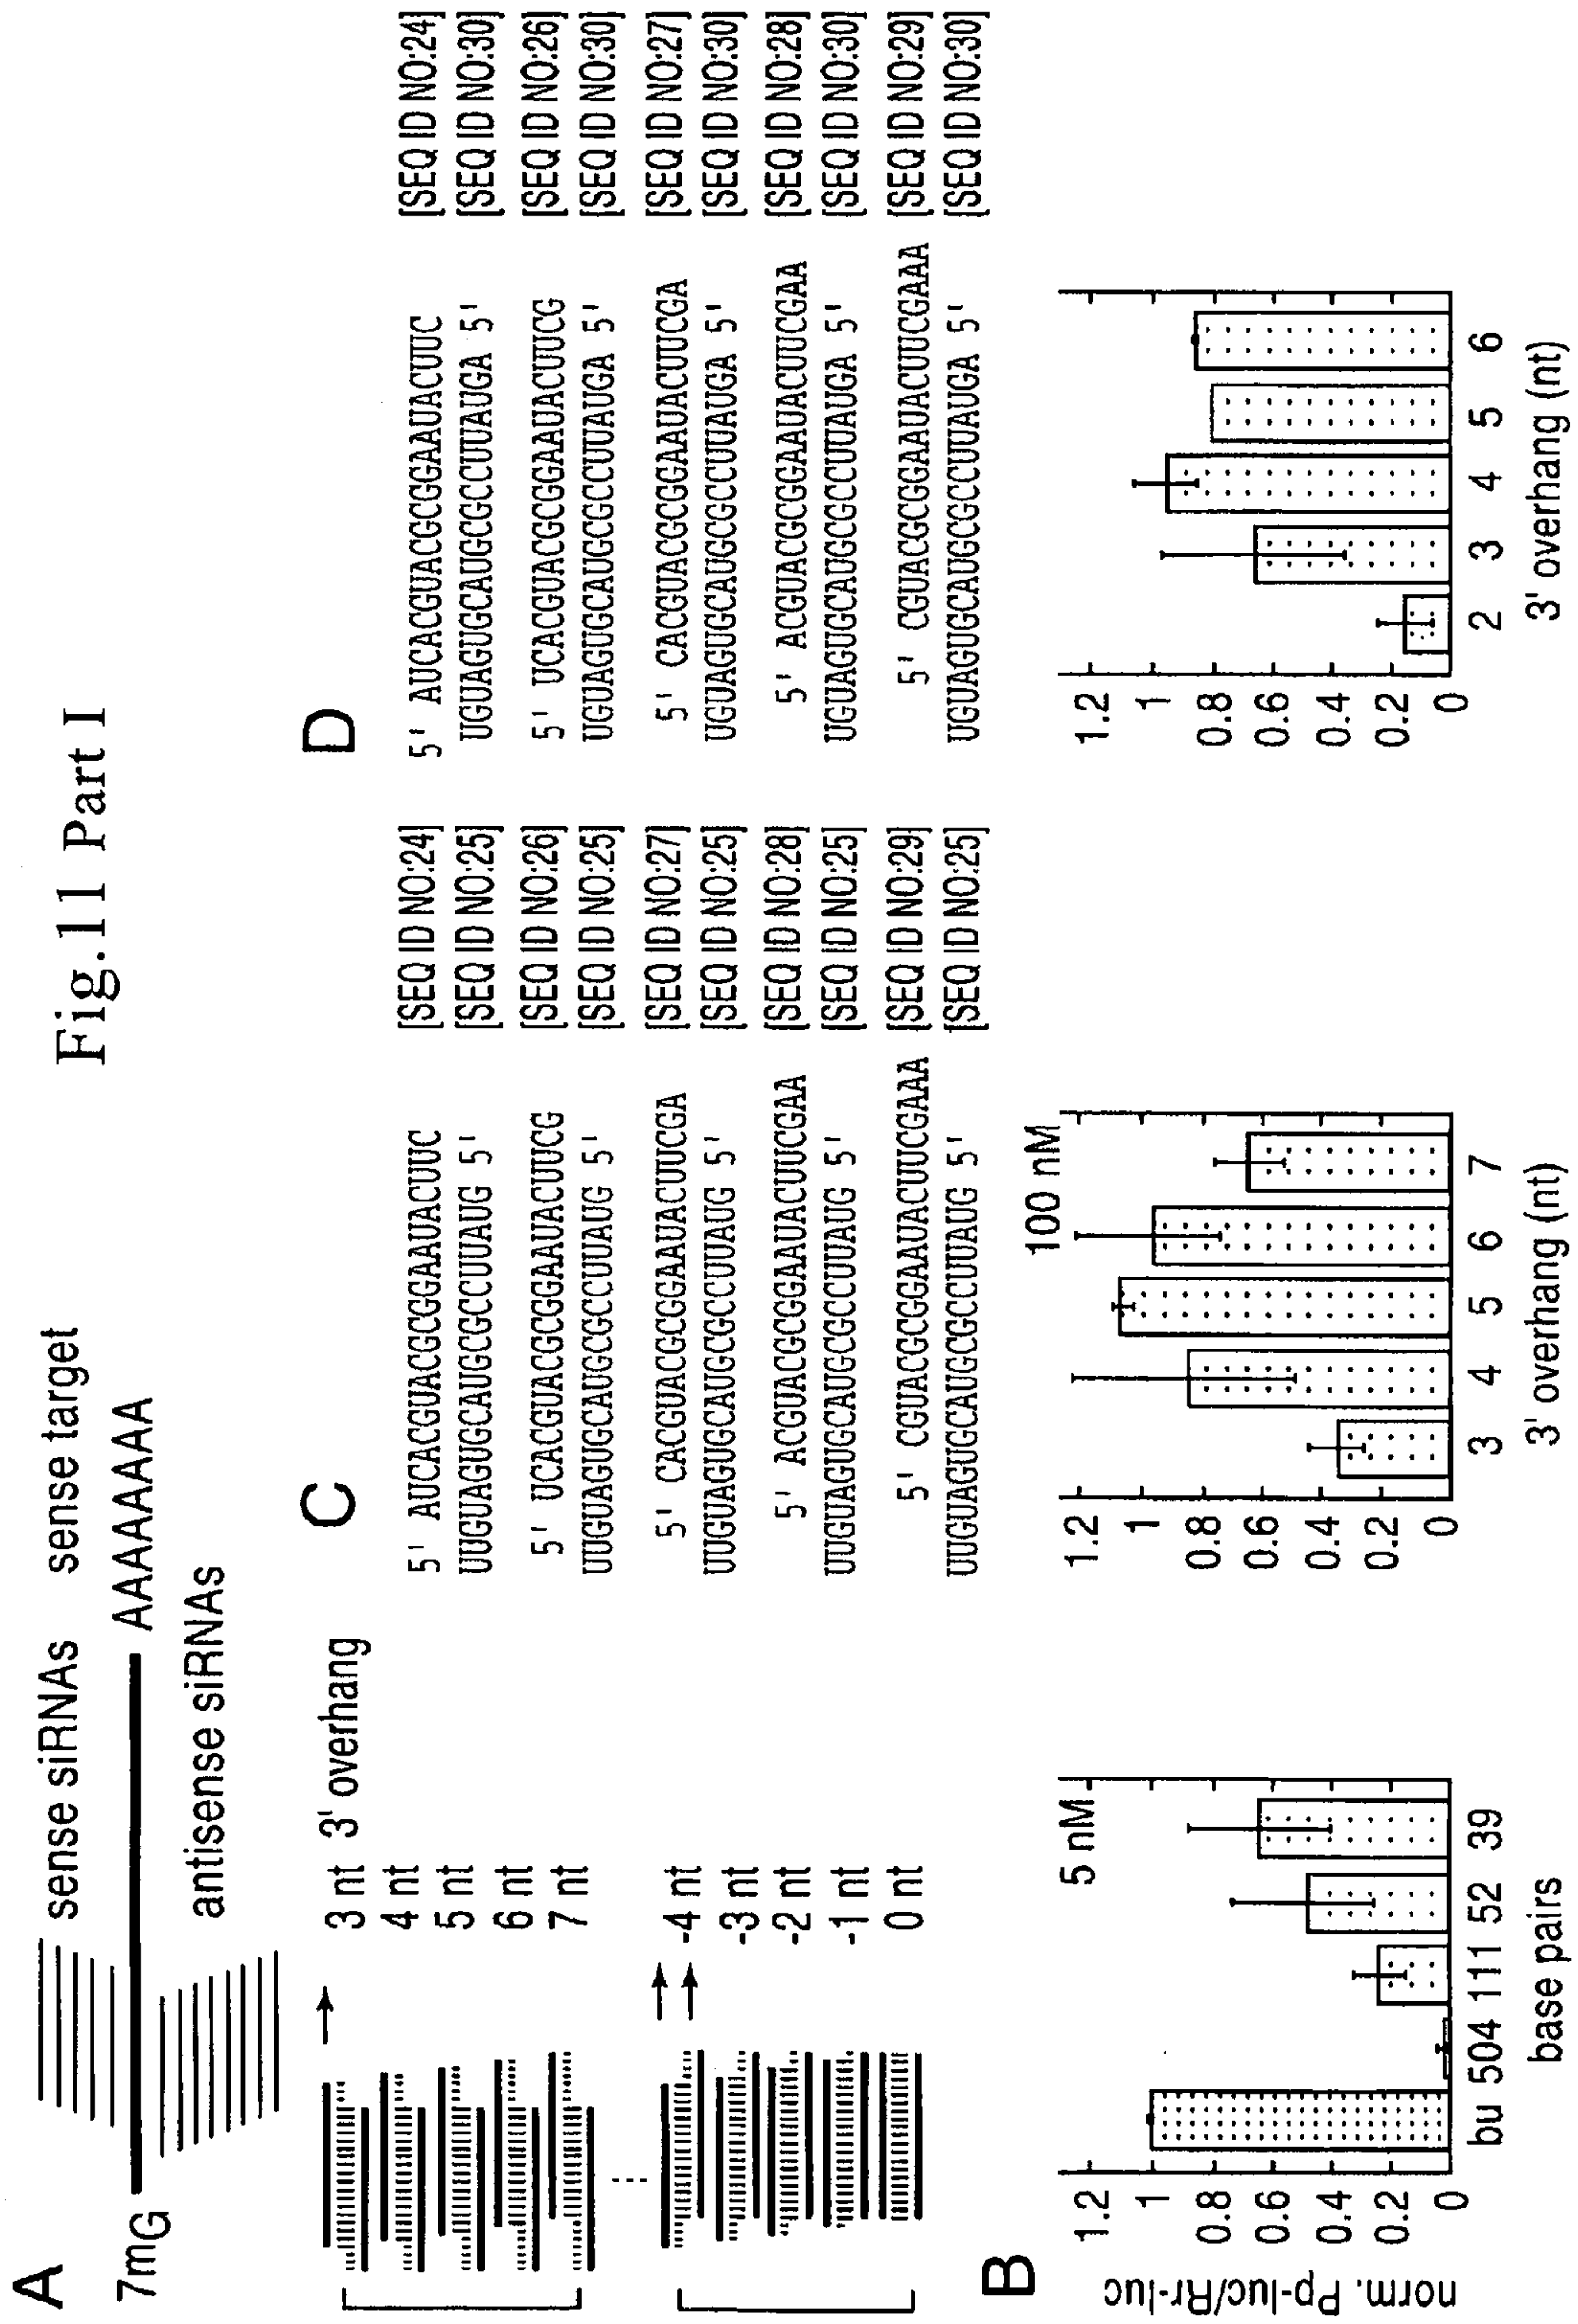 Fig.11 Part I
A
sense siRNAs
sense target
7mG
AAAAAAAA
antisense siRNAs
3' overhang
3 nt
4 nt
5 nt
6 nt
7 nt
-4 nt
-3 nt
-2 nt
-1 nt
0 nt
B
norm. Pp-luc/Rr-luc
5 nM
1.2
1
0.8
0.6
0.4
0.2
0
bu 504 111 52 39
base pairs
C
5' AUCACGUACGCGGAAUACUUC [SEQ ID NO:24]
UUGUAGUGCAUGCGCCUUAUG 5' [SEQ ID NO:25]
5' UCACGUACGCGGAAUACUUCG [SEQ ID NO:26]
UUGUAGUGCAUGCGCCUUAUG 5' [SEQ ID NO:25]
5' CACGUACGCGGAAUACUUCGA [SEQ ID NO:27]
UUGUAGUGCAUGCGCCUUAUG 5' [SEQ ID NO:25]
5' ACGUACGCGGAAUACUUCGAA [SEQ ID NO:28]
UUGUAGUGCAUGCGCCUUAUG 5' [SEQ ID NO:25]
5' CGUACGCGGAAUACUUCGAAA [SEQ ID NO:29]
UUGUAGUGCAUGCGCCUUAUG 5' [SEQ ID NO:25]
100 nM
1.2
1
0.8
0.6
0.4
0.2
0
3 4 5 6 7
3' overhang (nt)
D
5' AUCACGUACGCGGAAUACUUC [SEQ ID NO:24]
UGUAGUGCAUGCGCCUUAUGA 5' [SEQ ID NO:30]
5' UCACGUACGCGGAAUACUUCG [SEQ ID NO:26]
UGUAGUGCAUGCGCCUUAUGA 5' [SEQ ID NO:30]
5' CACGUACGCGGAAUACUUCGA [SEQ ID NO:27]
UGUAGUGCAUGCGCCUUAUGA 5' [SEQ ID NO:30]
5' ACGUACGCGGAAUACUUCGAA [SEQ ID NO:28]
UGUAGUGCAUGCGCCUUAUGA 5' [SEQ ID NO:30]
5' CGUACGCGGAAUACUUCGAAA [SEQ ID NO:29]
UGUAGUGCAUGCGCCUUAUGA 5' [SEQ ID NO:30]
1.2
1
0.8
0.6
0.4
0.2
0
2 3 4 5 6
3' overhang (nt)